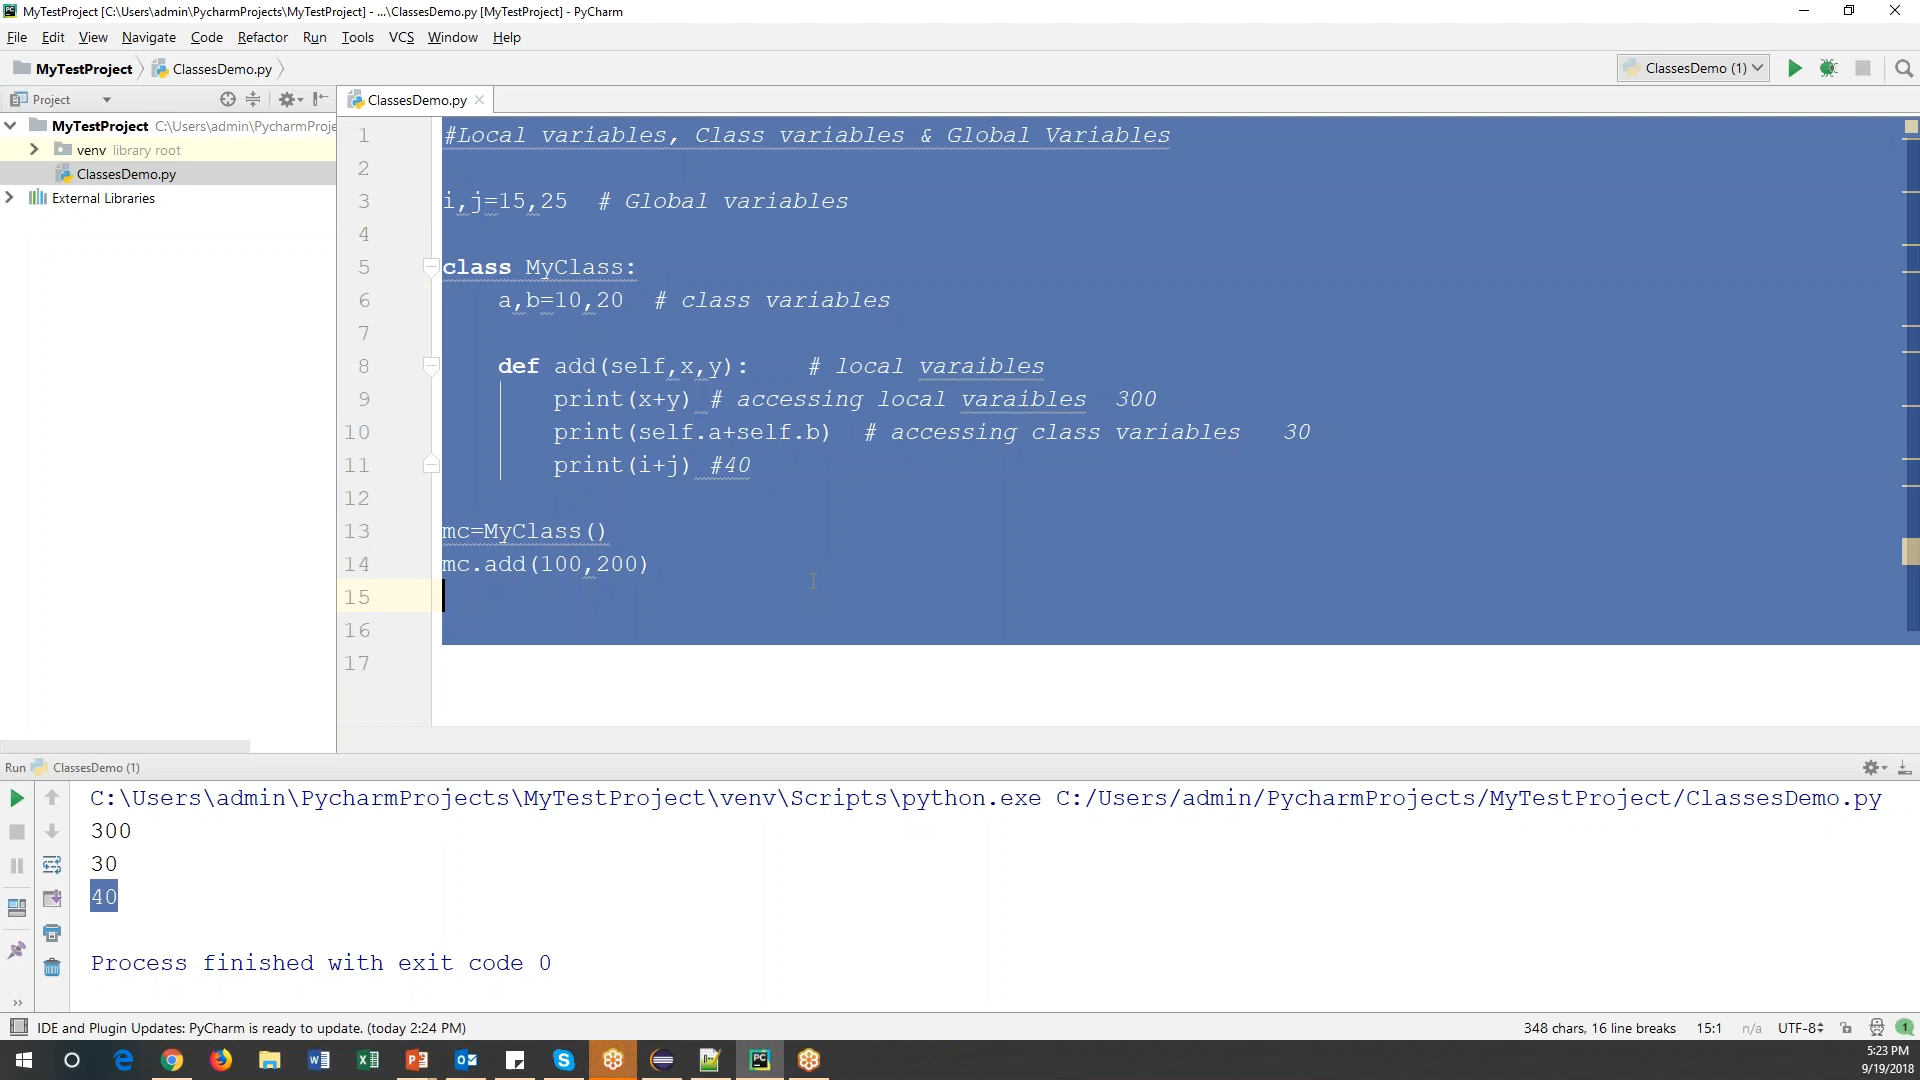 MyTestProject [C:\Users\admin\PycharmProjects\MyTestProject] - ...\ClassesDemo.py [MyTestProject] - PyCharm
File Edit View Navigate Code Refactor Run Tools VCS Window Help
MyTestProject ClassesDemo.py ClassesDemo (1)
Project ClassesDemo.py
MyTestProject C:\Users\admin\PycharmProje
venv library root
ClassesDemo.py
External Libraries
1 #Local variables, Class variables & Global Variables
2
3 i,j=15,25 # Global variables
4
5 class MyClass:
6 a,b=10,20 # class variables
7
8 def add(self,x,y): # local varaibles
9 print(x+y) # accessing local varaibles 300
10 print(self.a+self.b) # accessing class variables 30
11 print(i+j) #40
12
13 mc=MyClass()
14 mc.add(100,200)
15
16
17
Run ClassesDemo (1)
C:\Users\admin\PycharmProjects\MyTestProject\venv\Scripts\python.exe C:/Users/admin/PycharmProjects/MyTestProject/ClassesDemo.py
300
30
40
Process finished with exit code 0
IDE and Plugin Updates: PyCharm is ready to update. (today 2:24 PM) 348 chars, 16 line breaks 15:1 n/a UTF-8 1
5:23 PM
9/19/2018